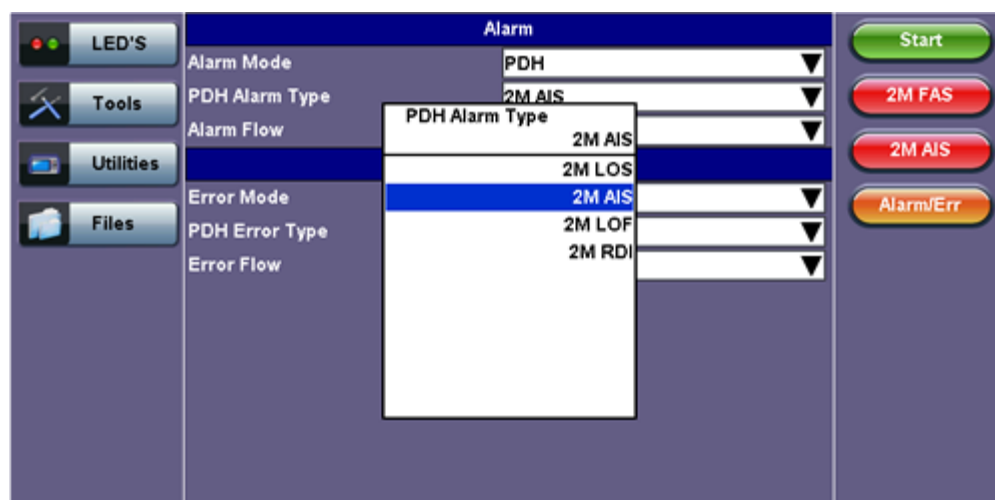 LED'S
Tools
Utilities
Files
Alarm
Alarm Mode
PDH
PDH Alarm Type
2M AIS
Alarm Flow
Error Mode
PDH Error Type
Error Flow
PDH Alarm Type
2M AIS
2M LOS
2M AIS
2M LOF
2M RDI
Start
2M FAS
2M AIS
Alarm/Err